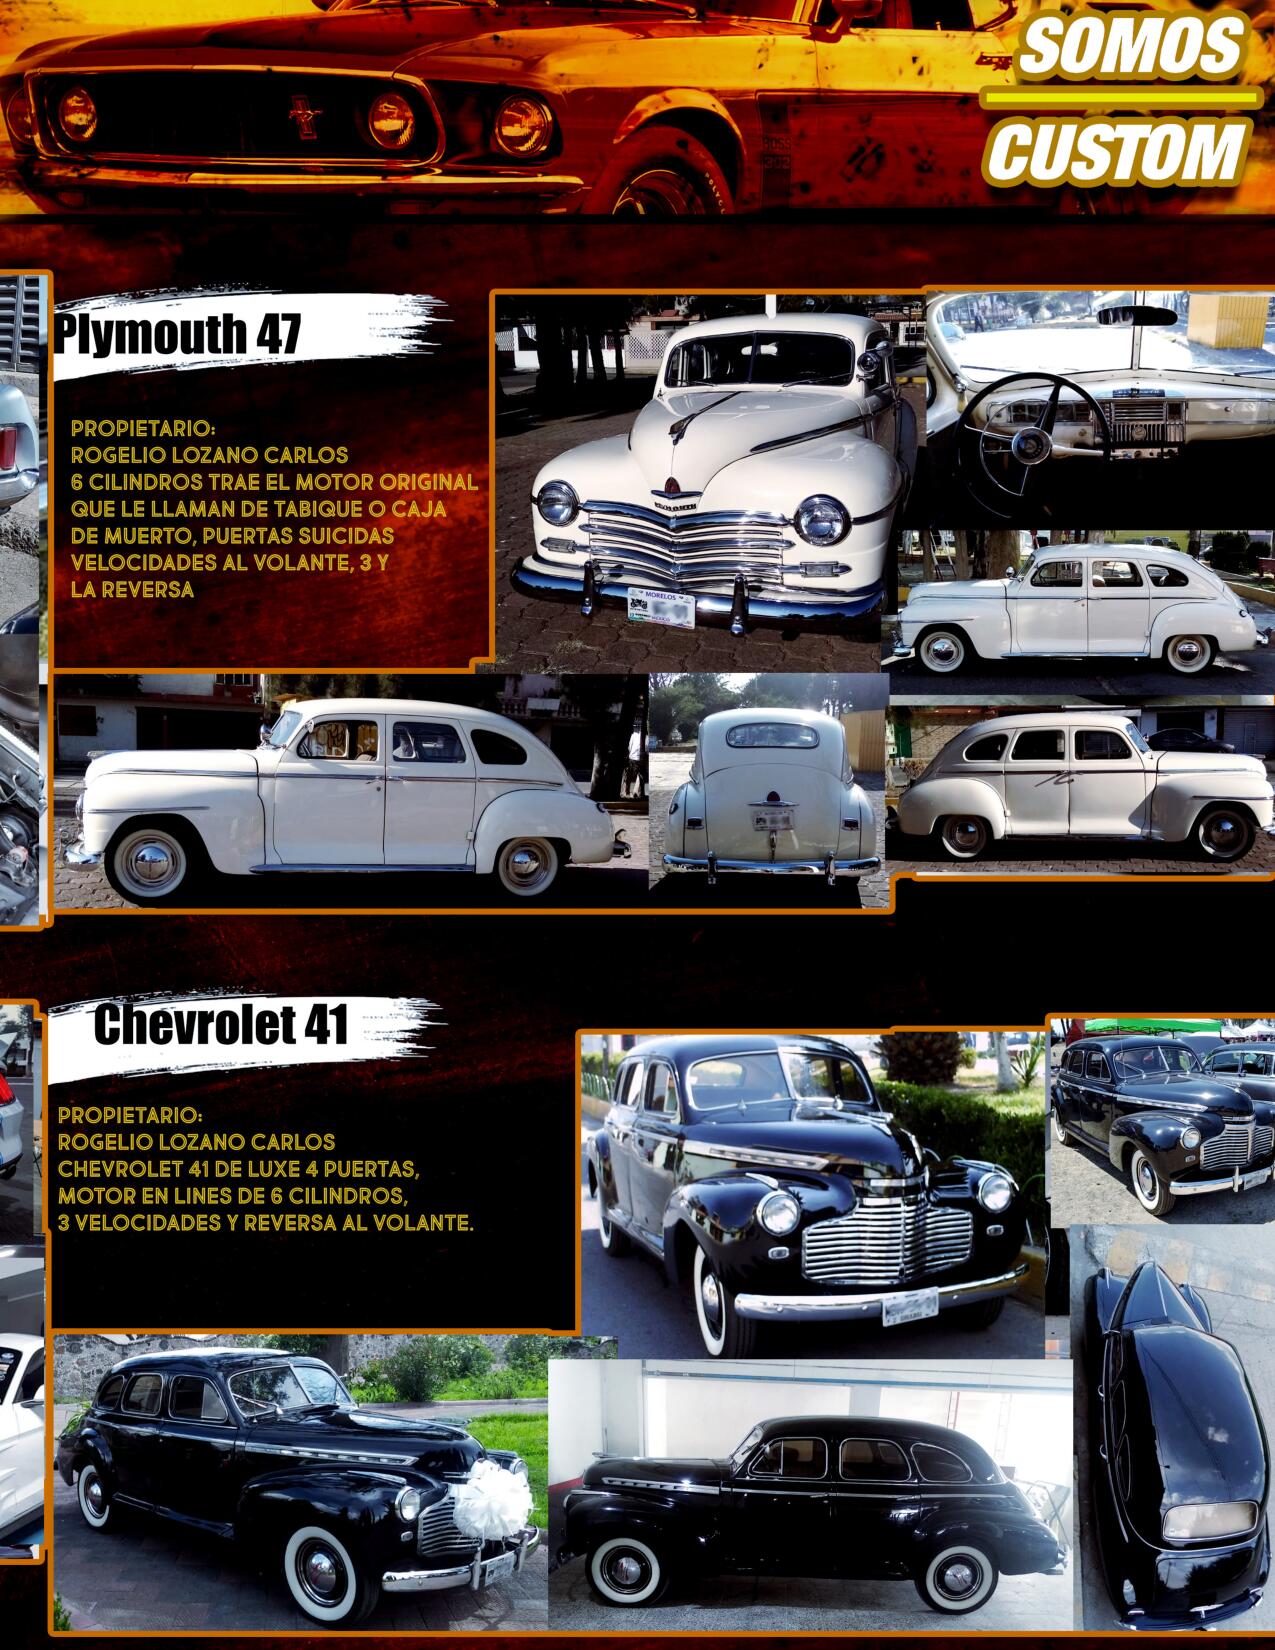 SOMOS
CUSTOM
BOSS
302
Plymouth 47
PROPIETARIO:
ROGELIO LOZANO CARLOS
6 CILINDROS TRAE EL MOTOR ORIGINAL
QUE LE LLAMAN DE TABIQUE O CAJA
DE MUERTO, PUERTAS SUICIDAS
VELOCIDADES AL VOLANTE, 3 Y
LA REVERSA
MORELOS
Chevrolet 41
PROPIETARIO:
ROGELIO LOZANO CARLOS
CHEVROLET 41 DE LUXE 4 PUERTAS,
MOTOR EN LINES DE 6 CILINDROS,
3 VELOCIDADES Y REVERSA AL VOLANTE.